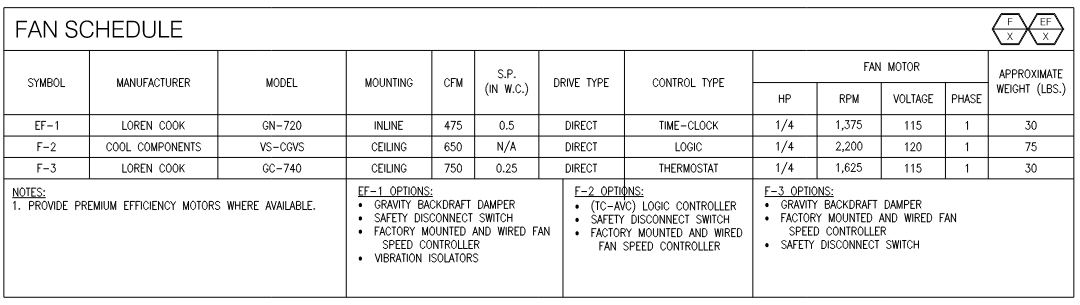 FAN SCHEDULE
F X EF X
SYMBOL MANUFACTURER MODEL MOUNTING CFM S.P. (IN W.C.) DRIVE TYPE CONTROL TYPE FAN MOTOR APPROXIMATE WEIGHT (LBS.)
HP RPM VOLTAGE PHASE
EF-1 LOREN COOK GN-720 INLINE 475 0.5 DIRECT TIME-CLOCK 1/4 1,375 115 1 30
F-2 COOL COMPONENTS VS-CGVS CEILING 650 N/A DIRECT LOGIC 1/4 2,200 120 1 75
F-3 LOREN COOK GC-740 CEILING 750 0.25 DIRECT THERMOSTAT 1/4 1,625 115 1 30
NOTES:
1. PROVIDE PREMIUM EFFICIENCY MOTORS WHERE AVAILABLE.
EF-1 OPTIONS:
• GRAVITY BACKDRAFT DAMPER
• SAFETY DISCONNECT SWITCH
• FACTORY MOUNTED AND WIRED FAN
SPEED CONTROLLER
• VIBRATION ISOLATORS
F-2 OPTIONS:
• (TC-AVC) LOGIC CONTROLLER
• SAFETY DISCONNECT SWITCH
• FACTORY MOUNTED AND WIRED
FAN SPEED CONTROLLER
F-3 OPTIONS:
• GRAVITY BACKDRAFT DAMPER
• FACTORY MOUNTED AND WIRED FAN
SPEED CONTROLLER
• SAFETY DISCONNECT SWITCH